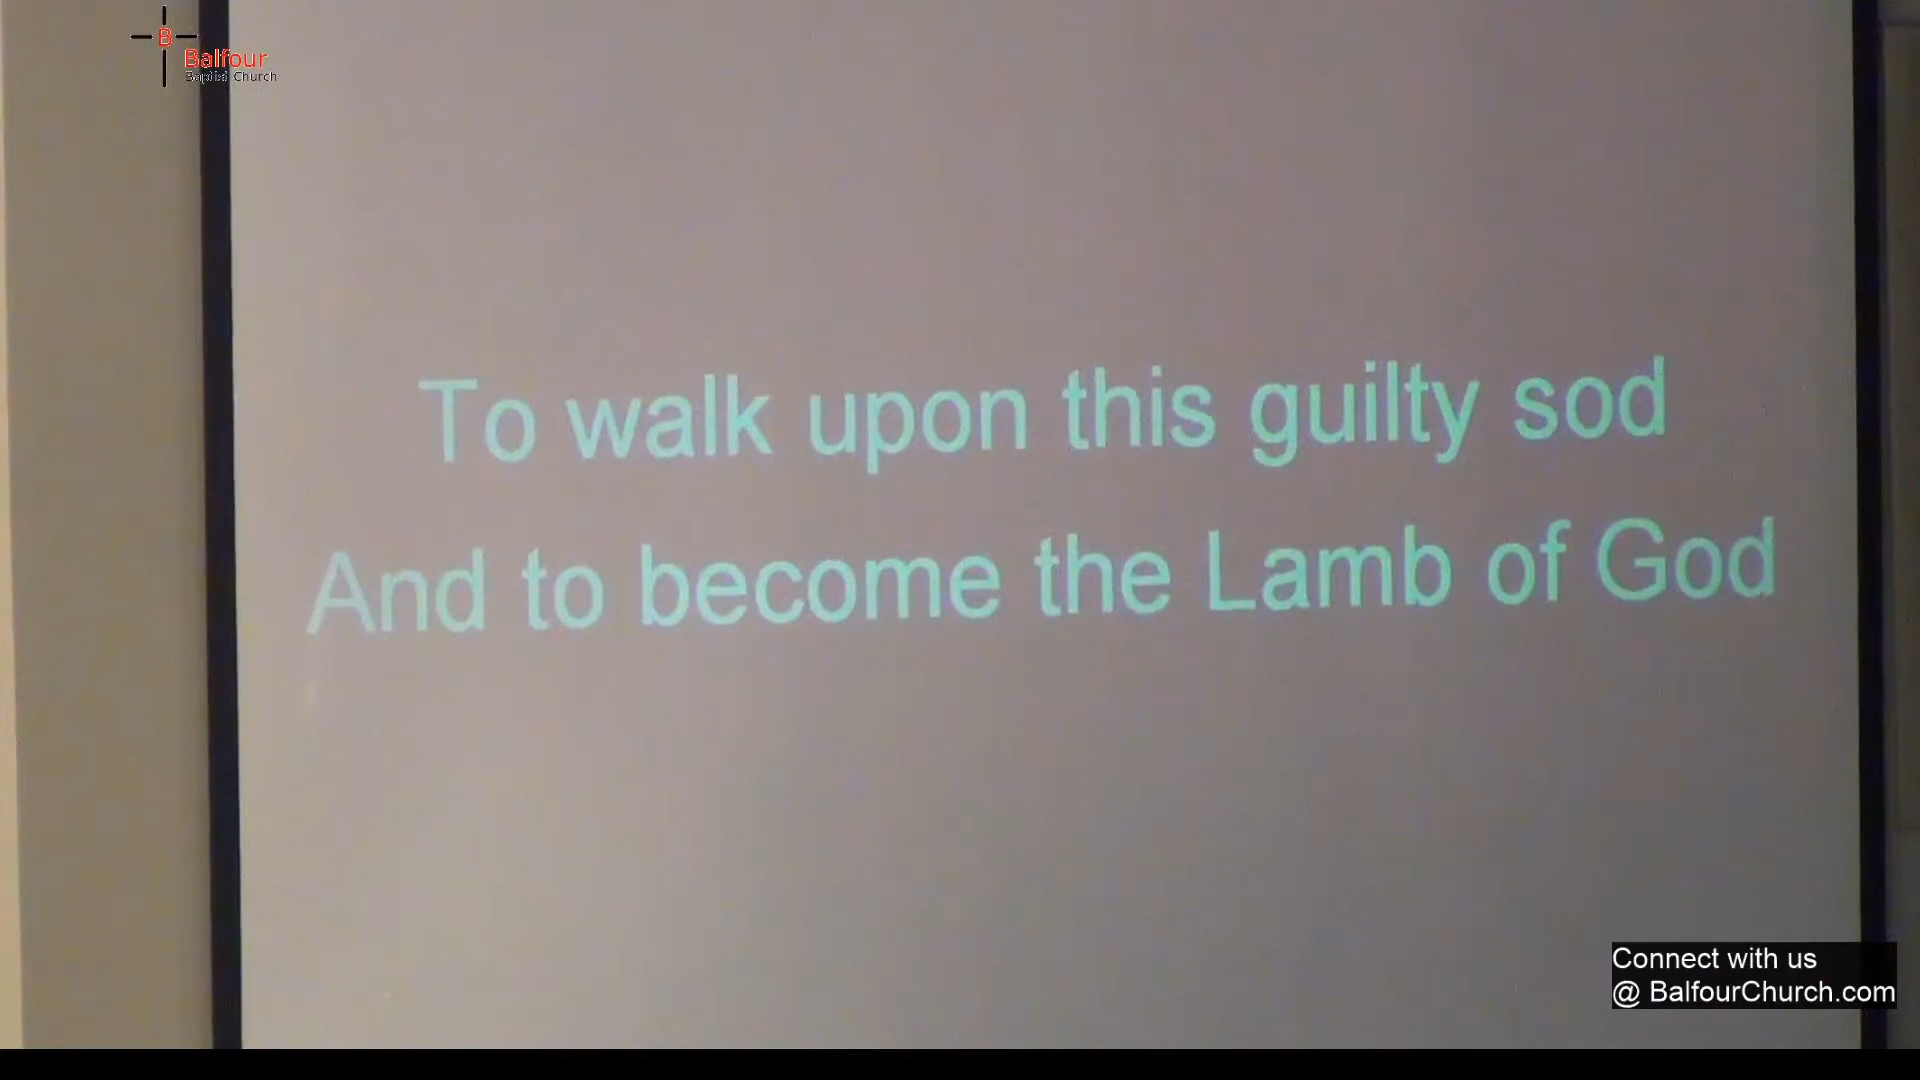 B
Balfour
Baptist Church
To walk upon this guilty sod
And to become the Lamb of God
Connect with us
@ BalfourChurch.com